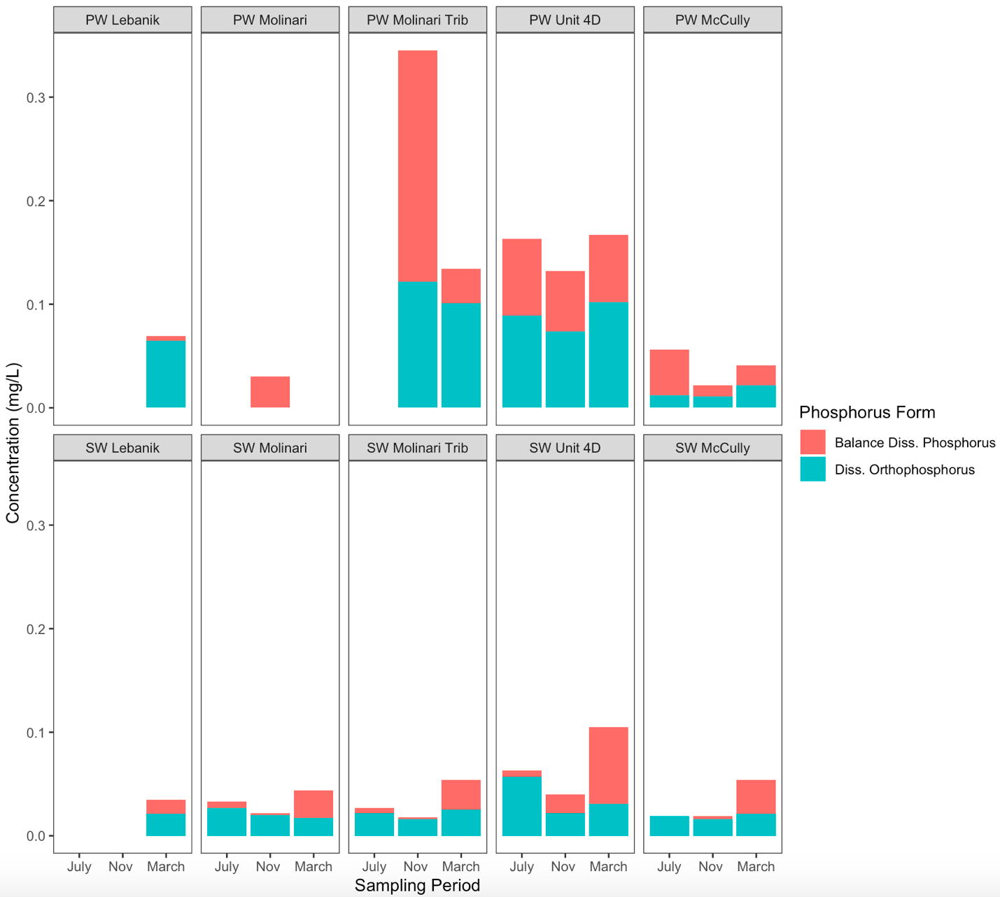 PW Lebanik
PW Molinari
PW Molinari Trib
PW Unit 4D
PW McCully
0.3
0.2
0.1
0.0
Concentration (mg/L)
SW Lebanik
SW Molinari
SW Molinari Trib
SW Unit 4D
SW McCully
0.3
0.2
0.1
0.0
July Nov March July Nov March July Nov March July Nov March July Nov March
Sampling Period
Phosphorus Form
Balance Diss. Phosphorus
Diss. Orthophosphorus